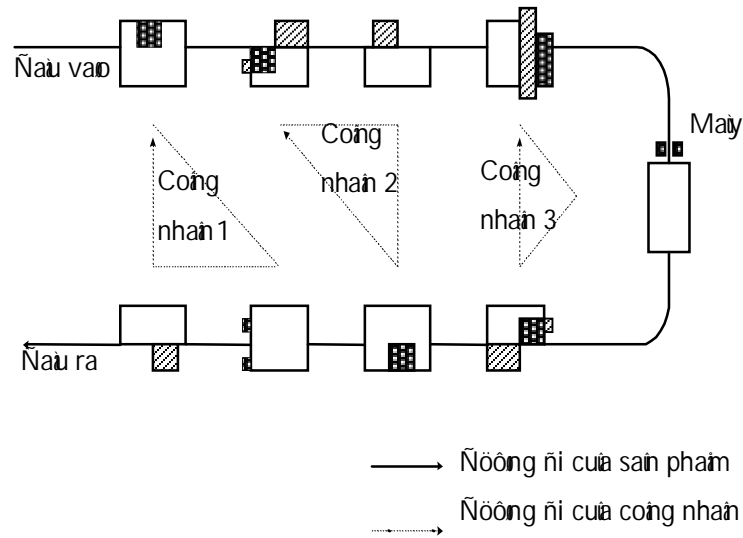 Ñaàu vaøo
Maùy
Coâng
nhaân 1
Coâng
nhaân 2
Coâng
nhaân 3
Ñaàu ra
Ñöôøng ñi cuûa saûn phaåm
Ñöôøng ñi cuûa coâng nhaân